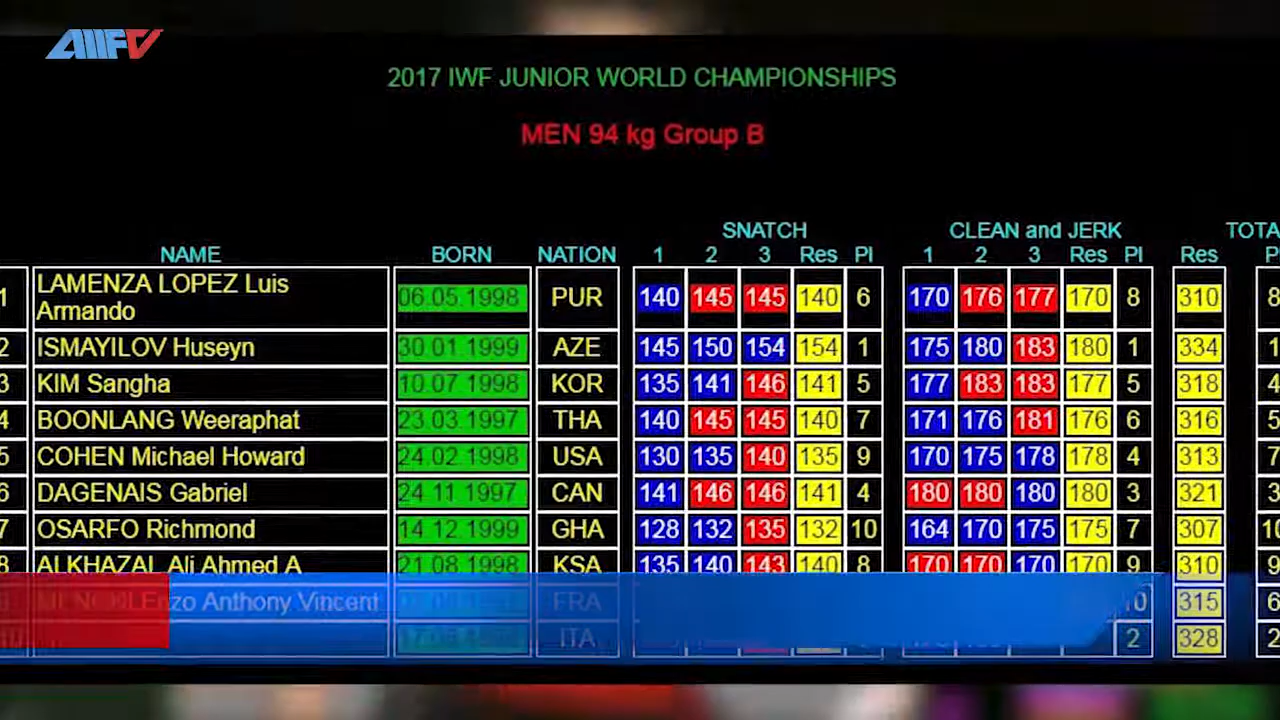 AWFTV
2017 IWF JUNIOR WORLD CHAMPIONSHIPS
MEN 94 kg Group B
SNATCH CLEAN and JERK TOTA
NAME BORN NATION 1 2 3 Res Pl 1 2 3 Res Pl Res P
1 LAMENZA LOPEZ Luis Armando 06.05.1998 PUR 140 145 145 140 6 170 176 177 170 8 310 8
2 ISMAYILOV Huseyn 30.01.1999 AZE 145 150 154 154 1 175 180 183 180 1 334 1
3 KIM Sangha 10.07.1998 KOR 135 141 146 141 5 177 183 183 177 5 318 4
4 BOONLANG Weeraphat 23.03.1997 THA 140 145 145 140 7 171 176 181 176 6 316 5
5 COHEN Michael Howard 24.02.1998 USA 130 135 140 135 9 170 175 178 178 4 313 7
6 DAGENAIS Gabriel 24.11.1997 CAN 141 146 146 141 4 180 180 180 180 3 321 3
7 OSARFO Richmond 14.12.1999 GHA 128 132 135 132 10 164 170 175 175 7 307 10
8 ALKHAZAL Ali Ahmed A 21.08.1998 KSA 135 140 143 140 8 170 170 170 170 9 310 9
Enzo Anthony Vincent FRA 10 315 6
ITA 2 328 2